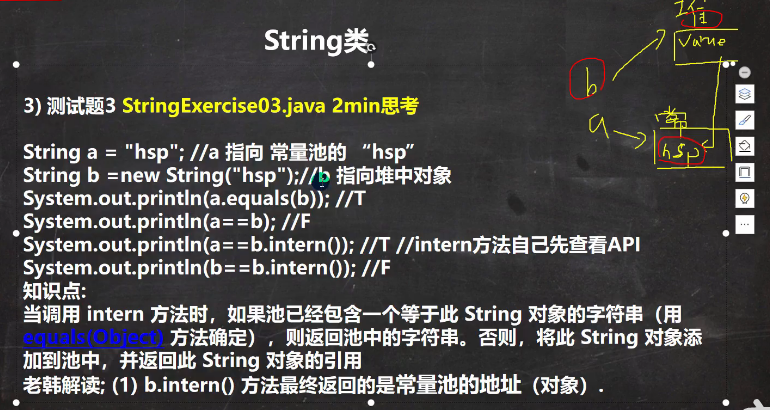 String类
3) 测试题3 StringExercise03.java 2min思考
String a = "hsp"; //a 指向 常量池的 “hsp”
String b =new String("hsp");//b 指向堆中对象
System.out.println(a.equals(b)); //T
System.out.println(a==b); //F
System.out.println(a==b.intern()); //T //intern方法自己先查看API
System.out.println(b==b.intern()); //F
知识点:
当调用 intern 方法时，如果池已经包含一个等于此 String 对象的字符串（用
equals(Object) 方法确定），则返回池中的字符串。否则，将此 String 对象添
加到池中，并返回此 String 对象的引用
老韩解读; (1) b.intern() 方法最终返回的是常量池的地址（对象）.
value
b
a
常
hsp